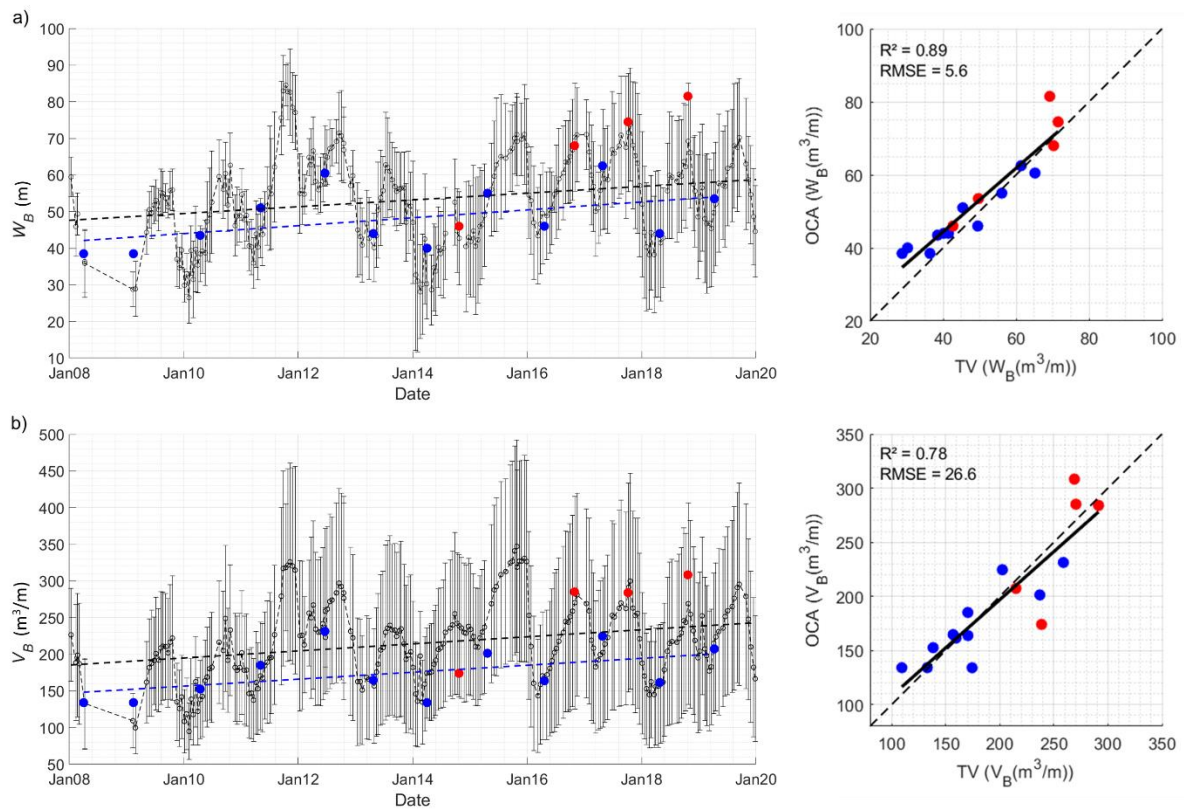 a)
100
90
80
70
60
50
40
30
20
10
W_B (m)
Jan08 Jan10 Jan12 Jan14 Jan16 Jan18 Jan20
Date
R² = 0.89
RMSE = 5.6
100
80
60
40
20
OCA (W_B(m³/m))
20 40 60 80 100
TV (W_B(m³/m))
b)
500
450
400
350
300
250
200
150
100
50
V_B (m³/m)
Jan08 Jan10 Jan12 Jan14 Jan16 Jan18 Jan20
Date
R² = 0.78
RMSE = 26.6
350
300
250
200
150
100
OCA (V_B(m³/m))
100 150 200 250 300 350
TV (V_B(m³/m))